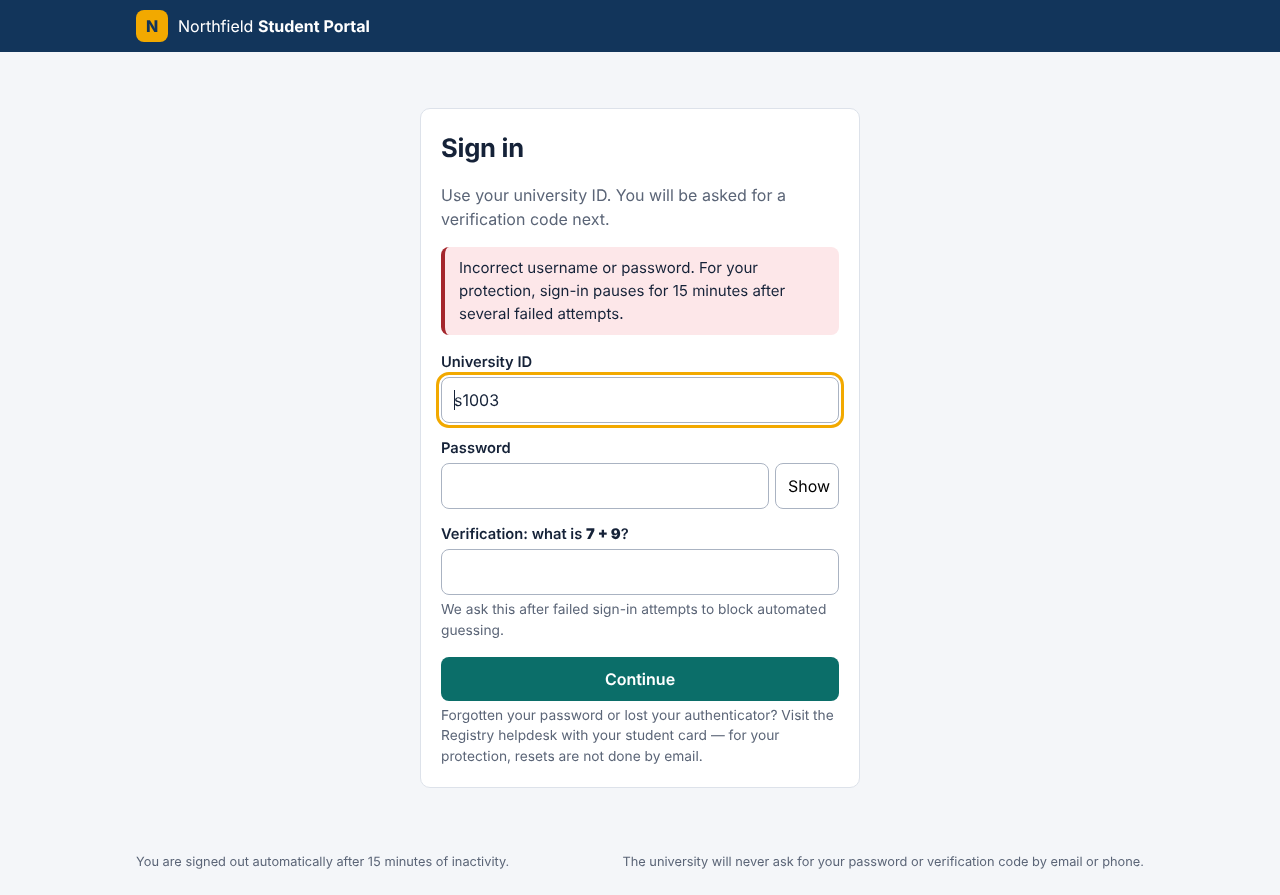 N
Northfield Student Portal
Sign in
Use your university ID. You will be asked for a
verification code next.
Incorrect username or password. For your
protection, sign-in pauses for 15 minutes after
several failed attempts.
University ID
s1003
Password
Show
Verification: what is 7 + 9?
We ask this after failed sign-in attempts to block automated
guessing.
Continue
Forgotten your password or lost your authenticator? Visit the
Registry helpdesk with your student card — for your
protection, resets are not done by email.
You are signed out automatically after 15 minutes of inactivity.
The university will never ask for your password or verification code by email or phone.